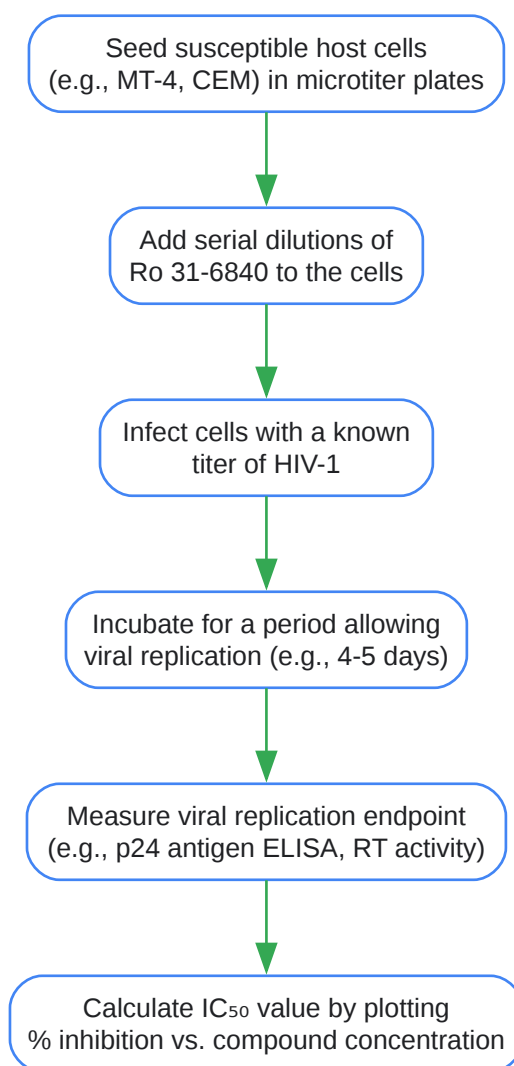 Seed susceptible host cells
(e.g., MT-4, CEM) in microtiter plates
Add serial dilutions of
Ro 31-6840 to the cells
Infect cells with a known
titer of HIV-1
Incubate for a period allowing
viral replication (e.g., 4-5 days)
Measure viral replication endpoint
(e.g., p24 antigen ELISA, RT activity)
Calculate IC₅₀ value by plotting
% inhibition vs. compound concentration